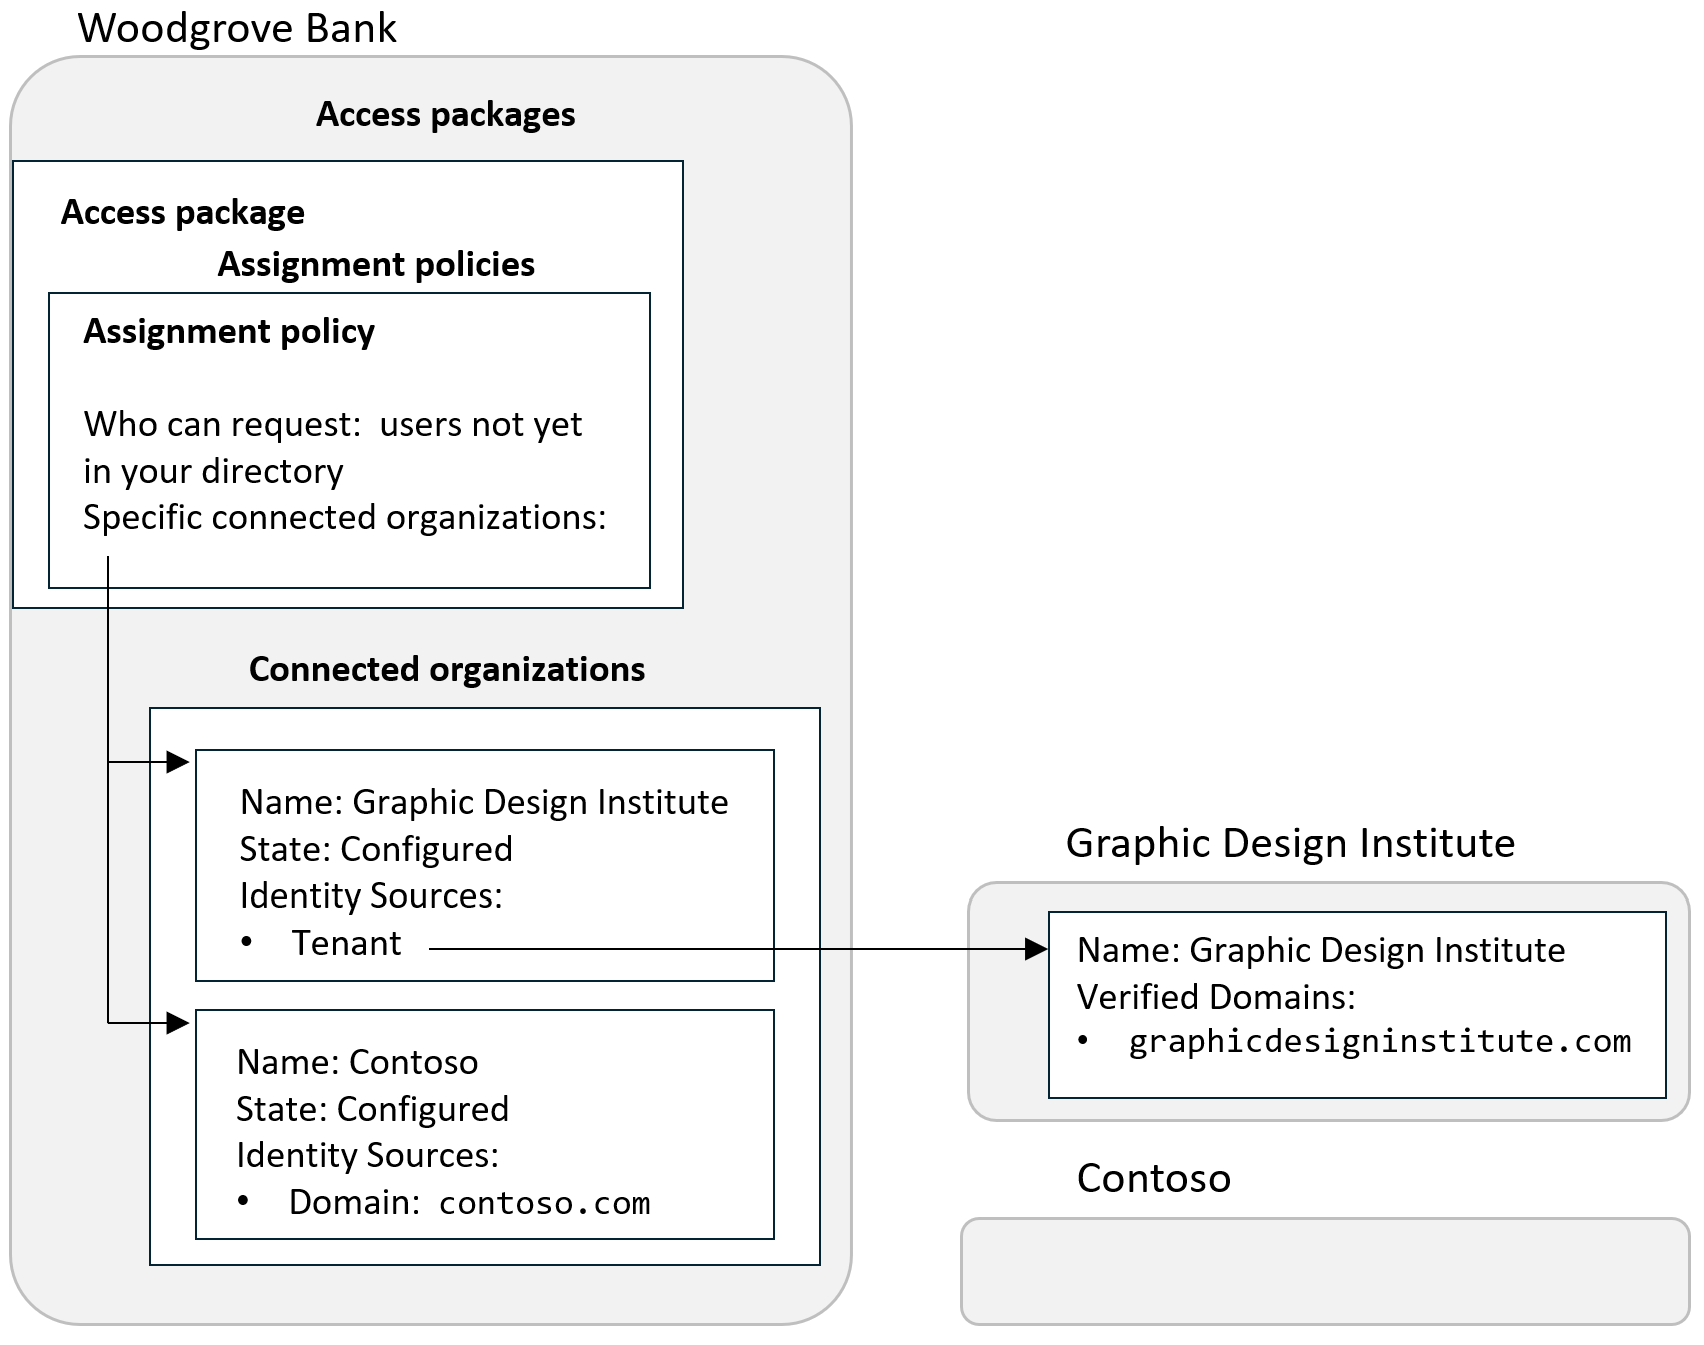 Woodgrove Bank
Access packages
Access package
Assignment policies
Assignment policy
Who can request:  users not yet
in your directory
Specific connected organizations:
Connected organizations
Name: Graphic Design Institute
State: Configured
Identity Sources:
• Tenant
Name: Contoso
State: Configured
Identity Sources:
• Domain: contoso.com
Graphic Design Institute
Name: Graphic Design Institute
Verified Domains:
• graphicdesigninstitute.com
Contoso